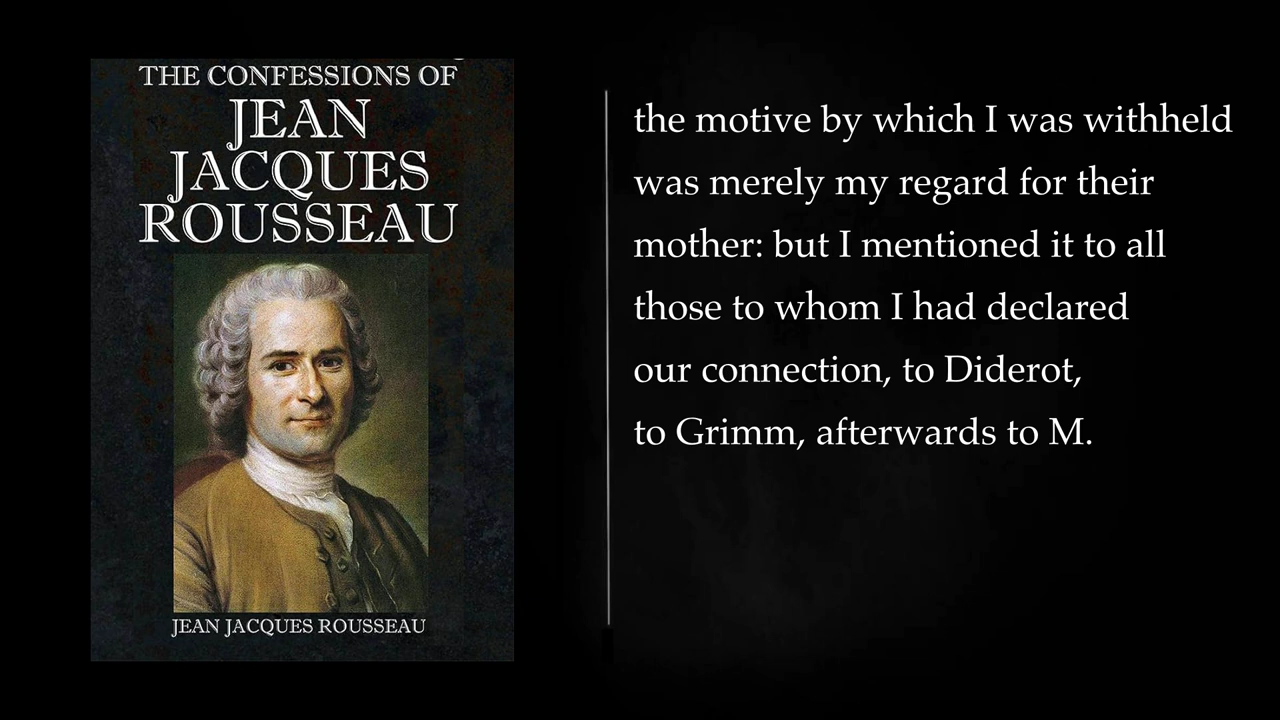 THE CONFESSIONS OF
JEAN
JACQUES
ROUSSEAU
JEAN JACQUES ROUSSEAU
the motive by which I was withheld
was merely my regard for their
mother: but I mentioned it to all
those to whom I had declared
our connection, to Diderot,
to Grimm, afterwards to M.